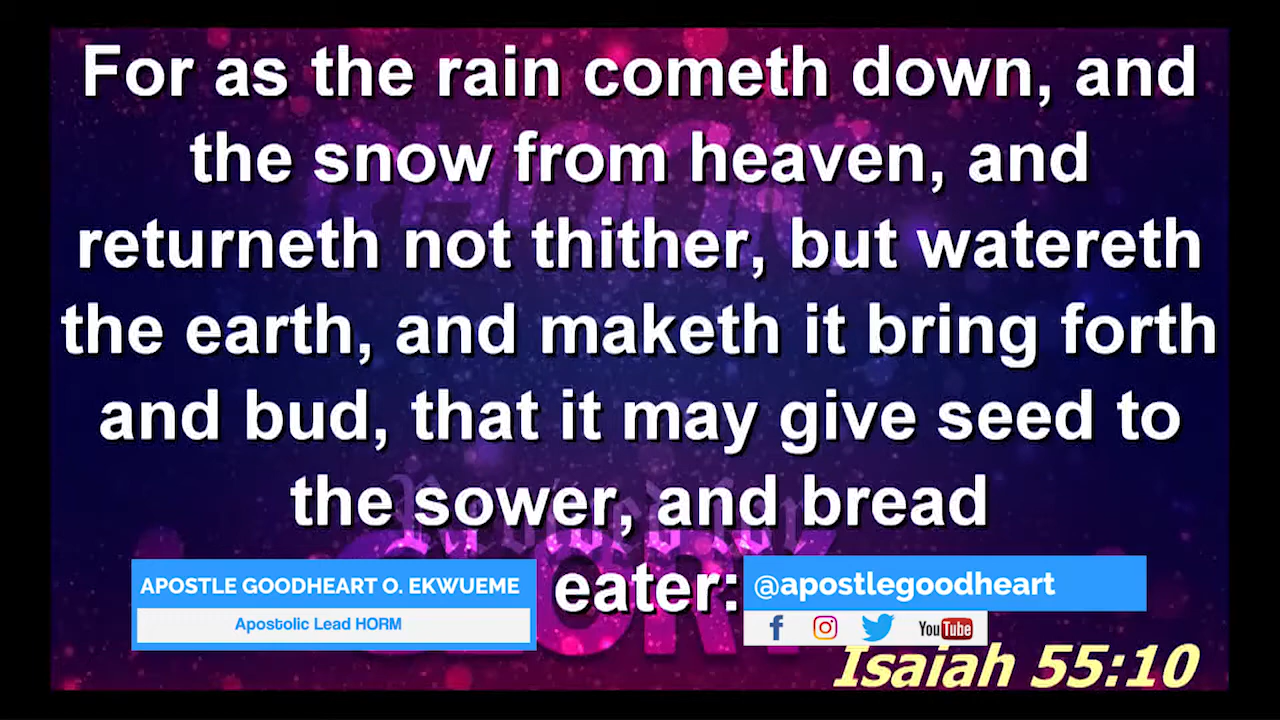 For as the rain cometh down, and
the snow from heaven, and
returneth not thither, but watereth
the earth, and maketh it bring forth
and bud, that it may give seed to
the sower, and bread
eater:
APOSTLE GOODHEART O. EKWUEME
Apostolic Lead HORM
@apostlegoodheart
YouTube
Isaiah 55:10